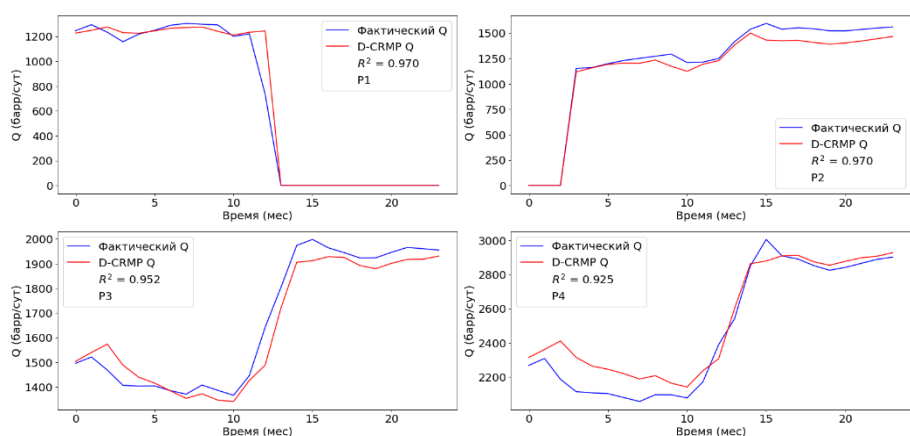 1200
1000
800
600
400
200
0
Q (барр/сут)
Фактический Q
D-CRMP Q
R² = 0.970
P1
0 5 10 15 20
Время (мес)
1500
1250
1000
750
500
250
0
Q (барр/сут)
Фактический Q
D-CRMP Q
R² = 0.970
P2
0 5 10 15 20
Время (мес)
2000
1900
1800
1700
1600
1500
1400
Q (барр/сут)
Фактический Q
D-CRMP Q
R² = 0.952
P3
0 5 10 15 20
Время (мес)
3000
2800
2600
2400
2200
Q (барр/сут)
Фактический Q
D-CRMP Q
R² = 0.925
P4
0 5 10 15 20
Время (мес)